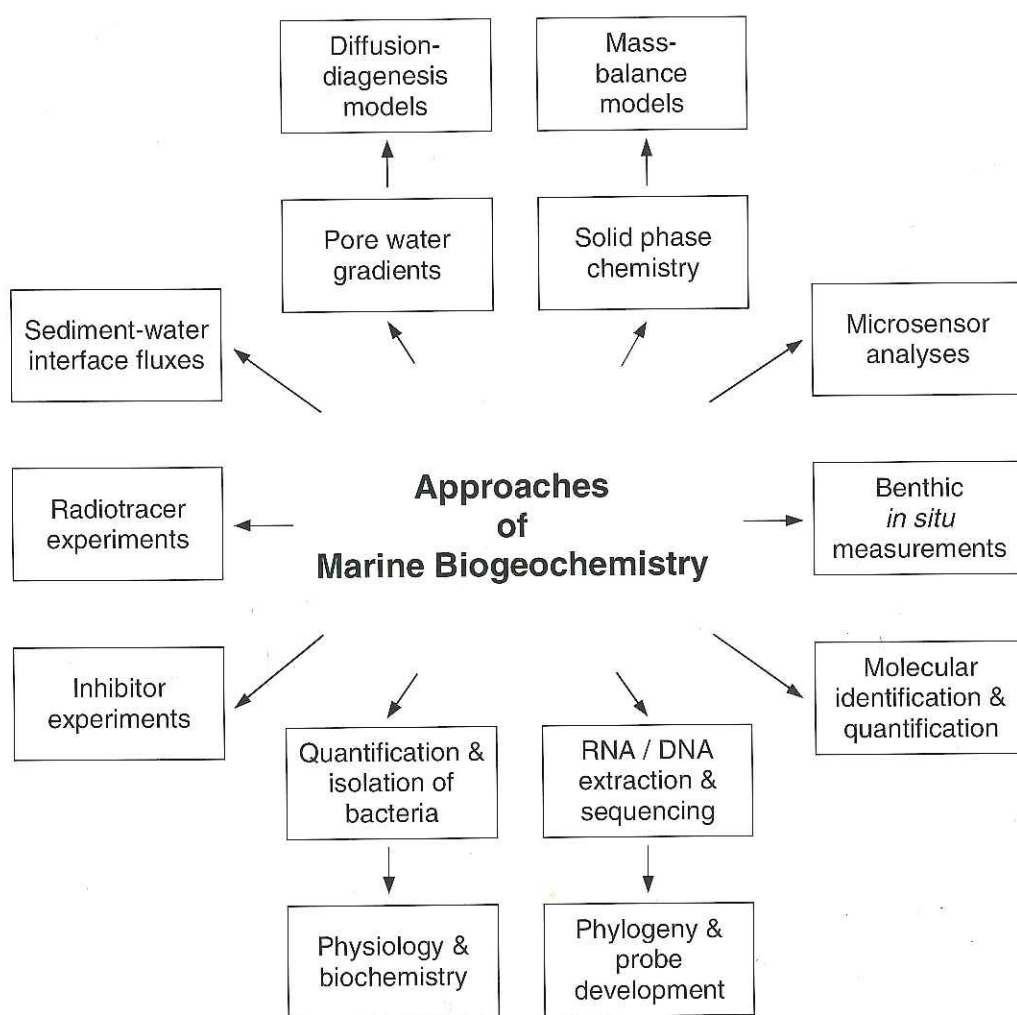 Diffusion-
diagenesis
models
Mass-
balance
models
Pore water
gradients
Solid phase
chemistry
Sediment-water
interface fluxes
Microsensor
analyses
Approaches
of
Marine Biogeochemistry
Radiotracer
experiments
Benthic
in situ
measurements
Inhibitor
experiments
Molecular
identification &
quantification
Quantification &
isolation of
bacteria
RNA / DNA
extraction &
sequencing
Physiology &
biochemistry
Phylogeny &
probe
development